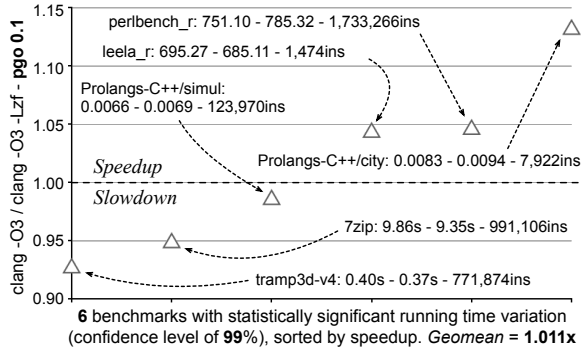 clang -O3 / clang -O3 -Lzf - pgo 0.1
1.15
1.10
1.05
1.00
0.95
0.90
perlbench_r: 751.10 - 785.32 - 1,733,266ins
leela_r: 695.27 - 685.11 - 1,474ins
Prolangs-C++/simul:
0.0066 - 0.0069 - 123,970ins
Prolangs-C++/city: 0.0083 - 0.0094 - 7,922ins
Speedup
Slowdown
7zip: 9.86s - 9.35s - 991,106ins
tramp3d-v4: 0.40s - 0.37s - 771,874ins
6 benchmarks with statistically significant running time variation
(confidence level of 99%), sorted by speedup. Geomean = 1.011x